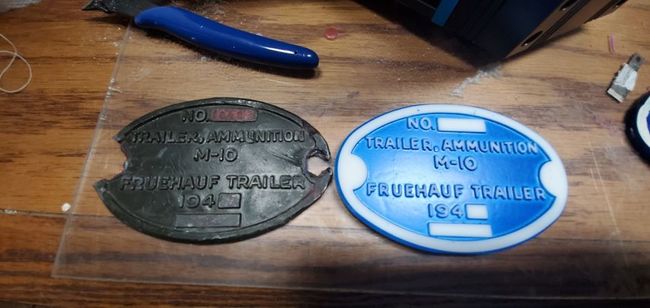 NO.
TRAILER, AMMUNITION
M-10
FRUEHAUF TRAILER
194
NO.
TRAILER, AMMUNITION
M-10
FRUEHAUF TRAILER
194